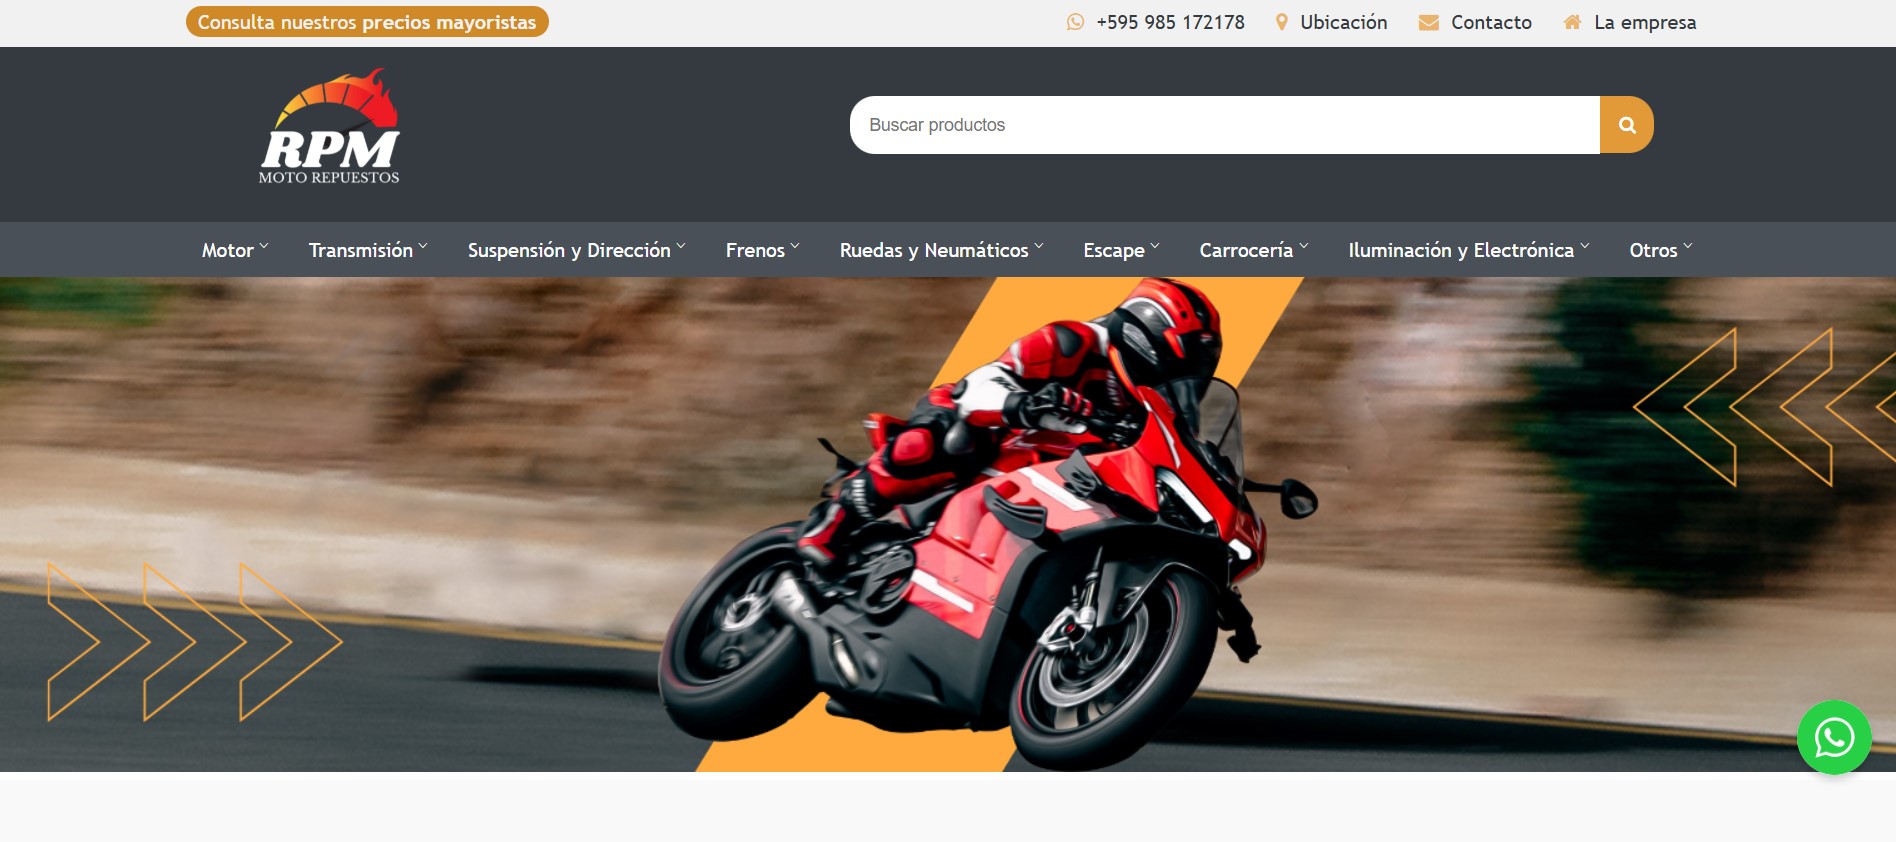 Consulta nuestros precios mayoristas
+595 985 172178
Ubicación
Contacto
La empresa
RPM
MOTO REPUESTOS
Buscar productos
Motor
Transmisión
Suspensión y Dirección
Frenos
Ruedas y Neumáticos
Escape
Carrocería
Iluminación y Electrónica
Otros